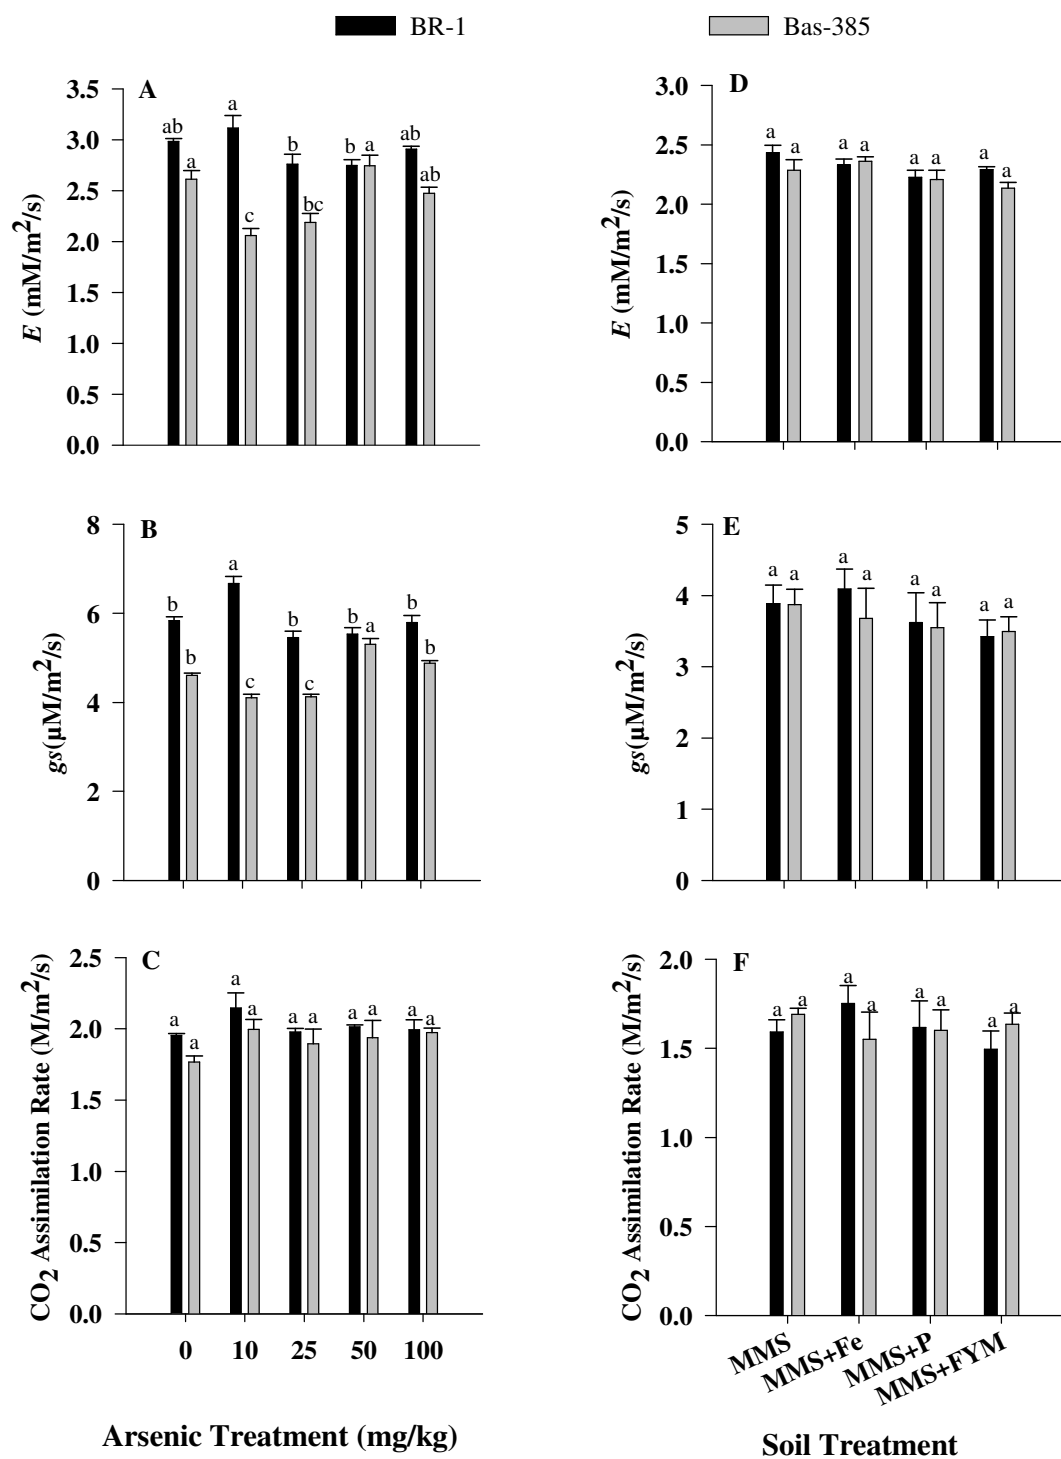 BR-1 Bas-385
A
3.5
3.0
2.5
2.0
1.5
1.0
0.5
0.0
E (mM/m²/s)
ab a a c b bc b a ab ab
D
3.0
2.5
2.0
1.5
1.0
0.5
0.0
E (mM/m²/s)
a a a a a a a a
B
8
6
4
2
0
gs(µM/m²/s)
b b a c b c b a b b
E
5
4
3
2
1
0
gs(µM/m²/s)
a a a a a a a a
C
2.5
2.0
1.5
1.0
0.5
0.0
CO₂ Assimilation Rate (M/m²/s)
a a a a a a a a a a
0 10 25 50 100
Arsenic Treatment (mg/kg)
F
2.0
1.5
1.0
0.5
0.0
CO₂ Assimilation Rate (M/m²/s)
a a a a a a a a
MMS
MMS+Fe
MMS+P
MMS+FYM
Soil Treatment